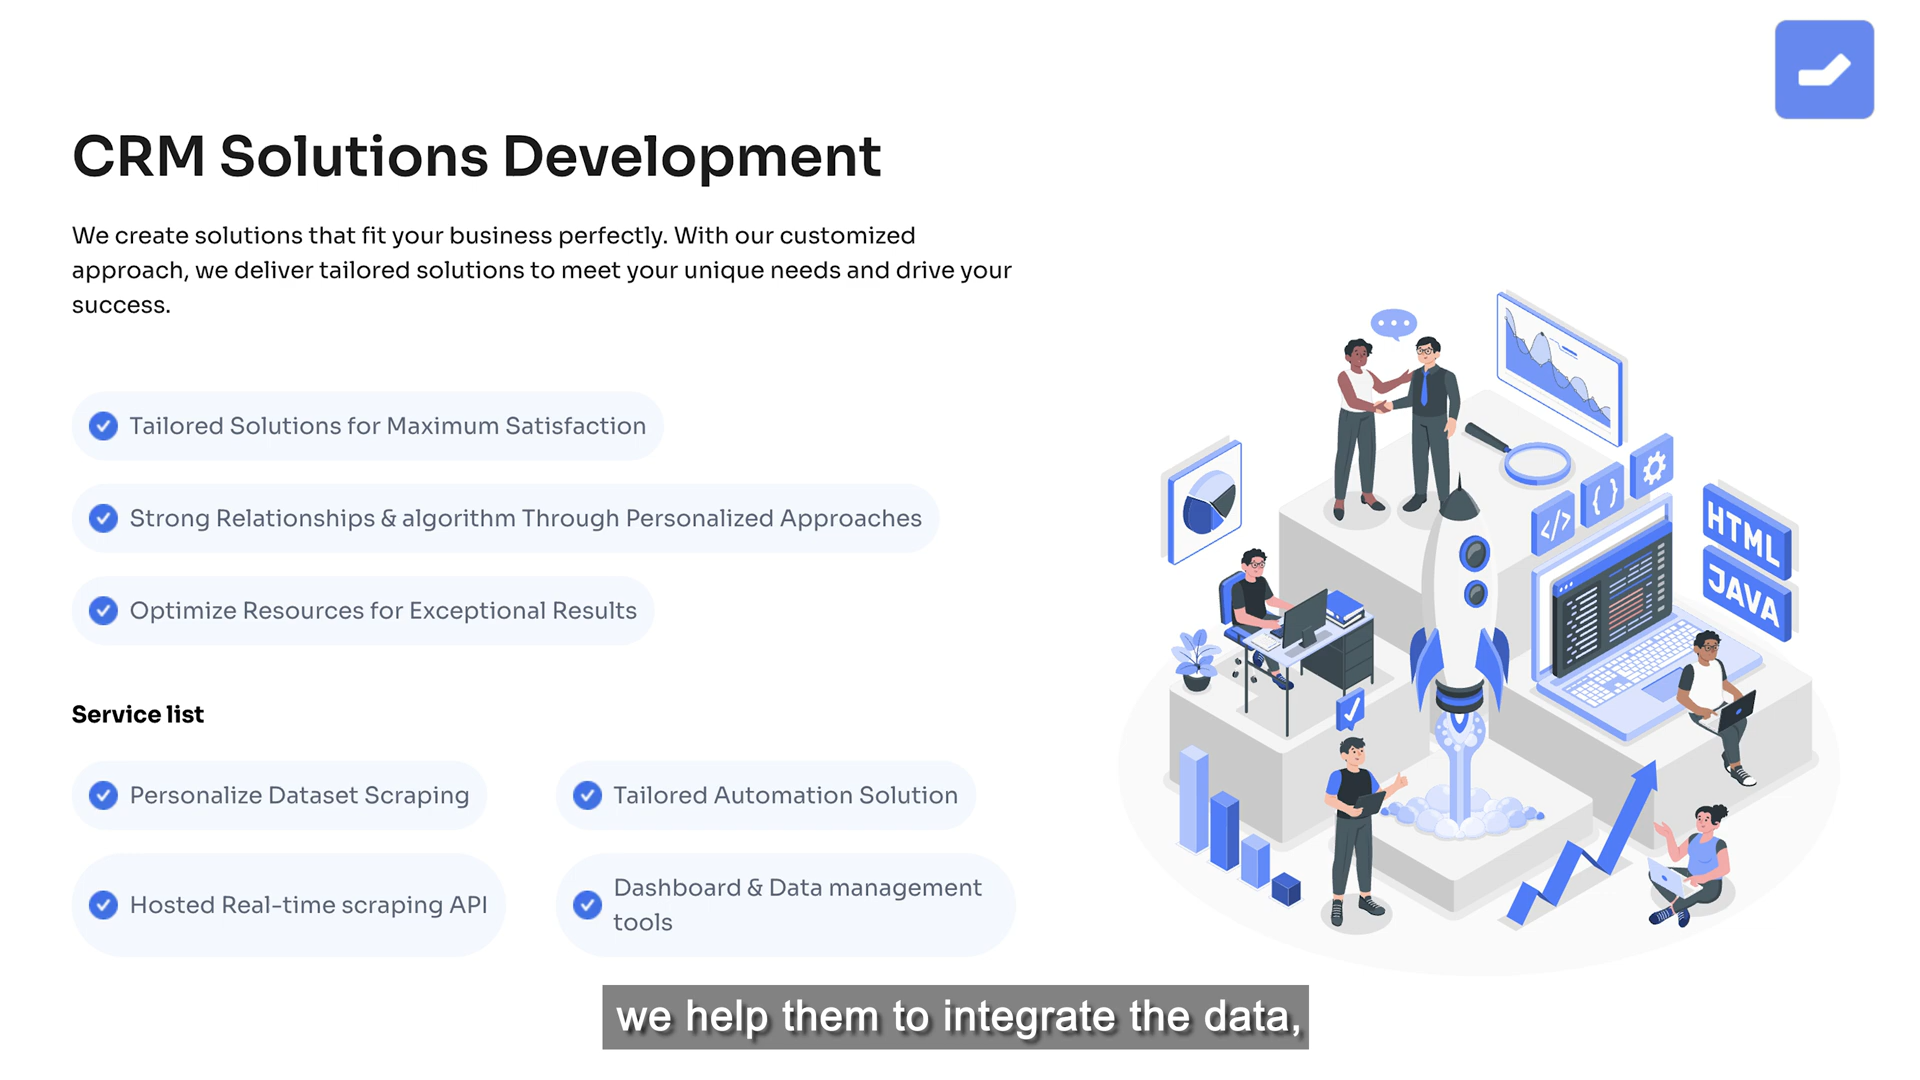 CRM Solutions Development
We create solutions that fit your business perfectly. With our customized
approach, we deliver tailored solutions to meet your unique needs and drive your
success.
Tailored Solutions for Maximum Satisfaction
Strong Relationships & algorithm Through Personalized Approaches
Optimize Resources for Exceptional Results
Service list
Personalize Dataset Scraping
Tailored Automation Solution
Hosted Real-time scraping API
Dashboard & Data management
tools
</>
{ }
HTML
JAVA
we help them to integrate the data,